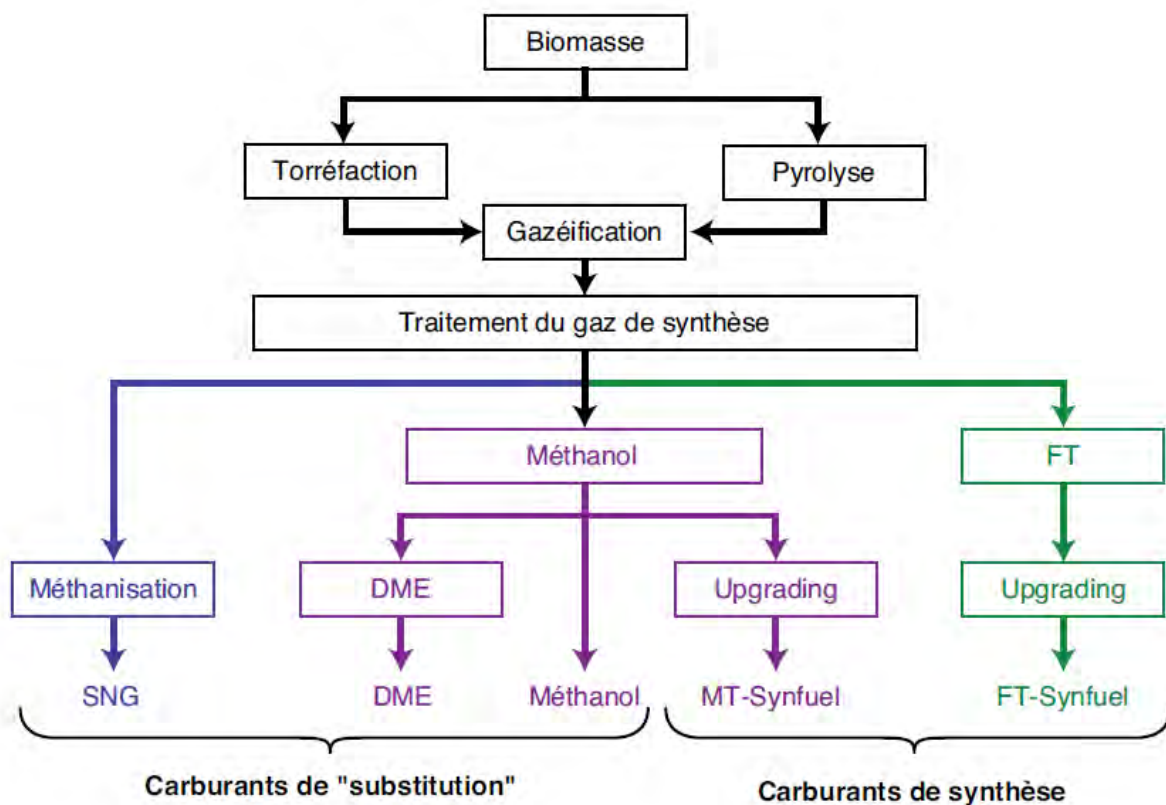 Biomasse
Torréfaction
Pyrolyse
Gazéification
Traitement du gaz de synthèse
Méthanol
FT
Méthanisation
DME
Upgrading
Upgrading
SNG
DME
Méthanol
MT-Synfuel
FT-Synfuel
Carburants de "substitution"
Carburants de synthèse